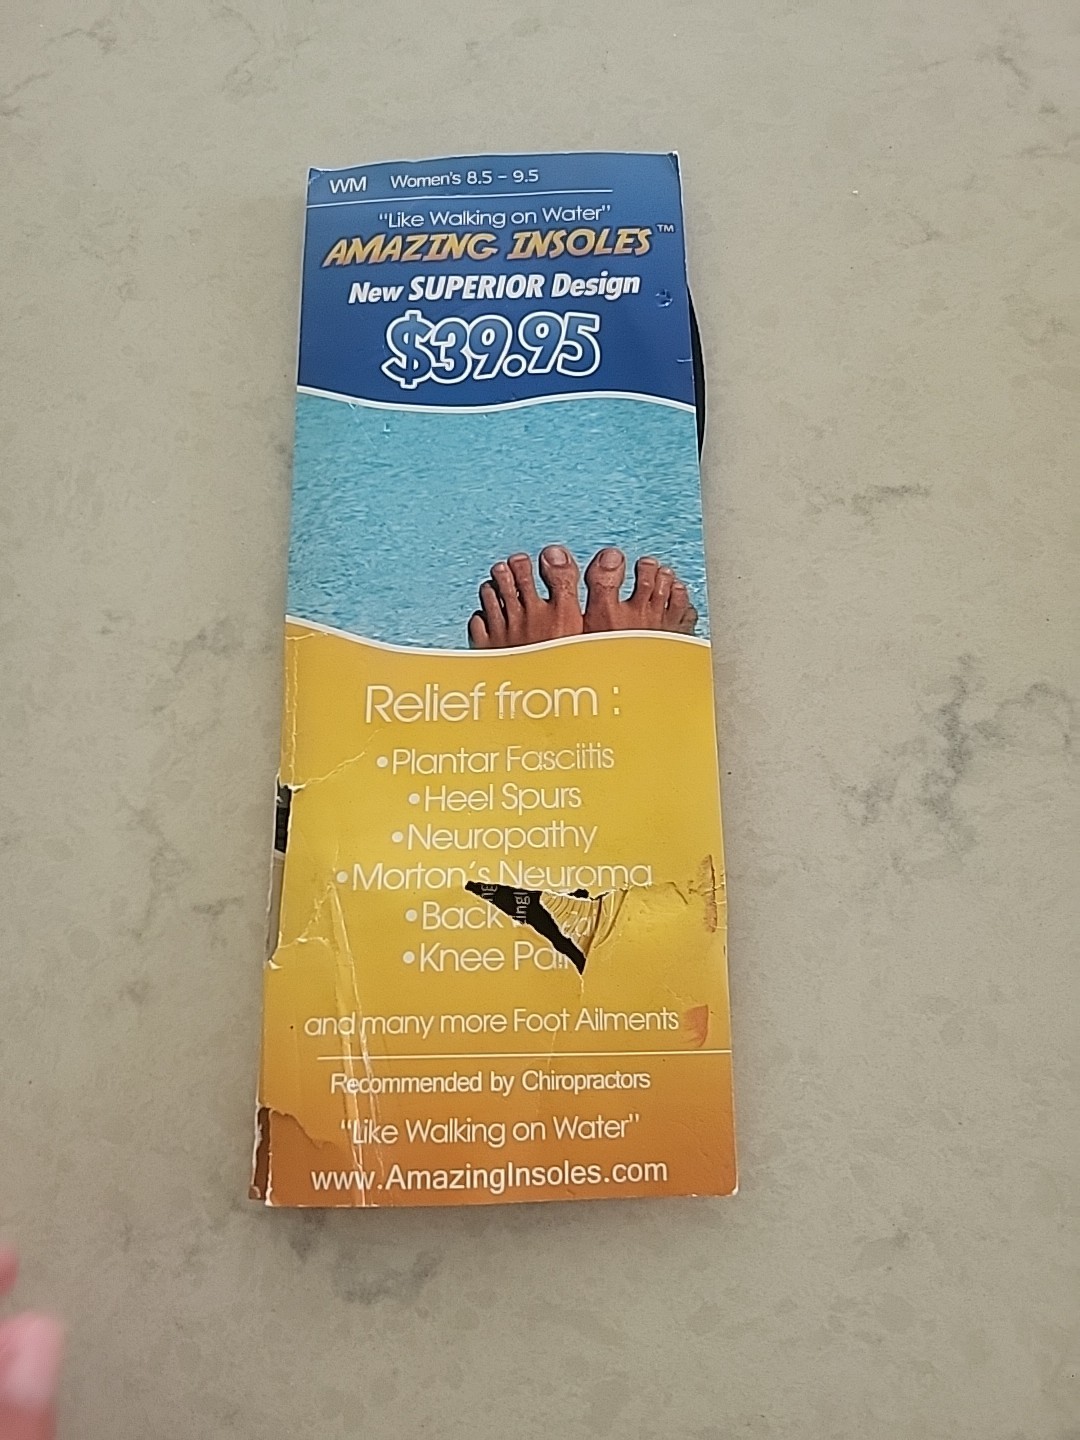 WM Women's 8.5 - 9.5
"Like Walking on Water"
AMAZING INSOLES™
New SUPERIOR Design
$39.95
Relief from :
•Plantar Fasciitis
•Heel Spurs
•Neuropathy
•Morton's Neuroma
•Back
•Knee Pain
and many more Foot Ailments
Recommended by Chiropractors
"Like Walking on Water"
www.AmazingInsoles.com